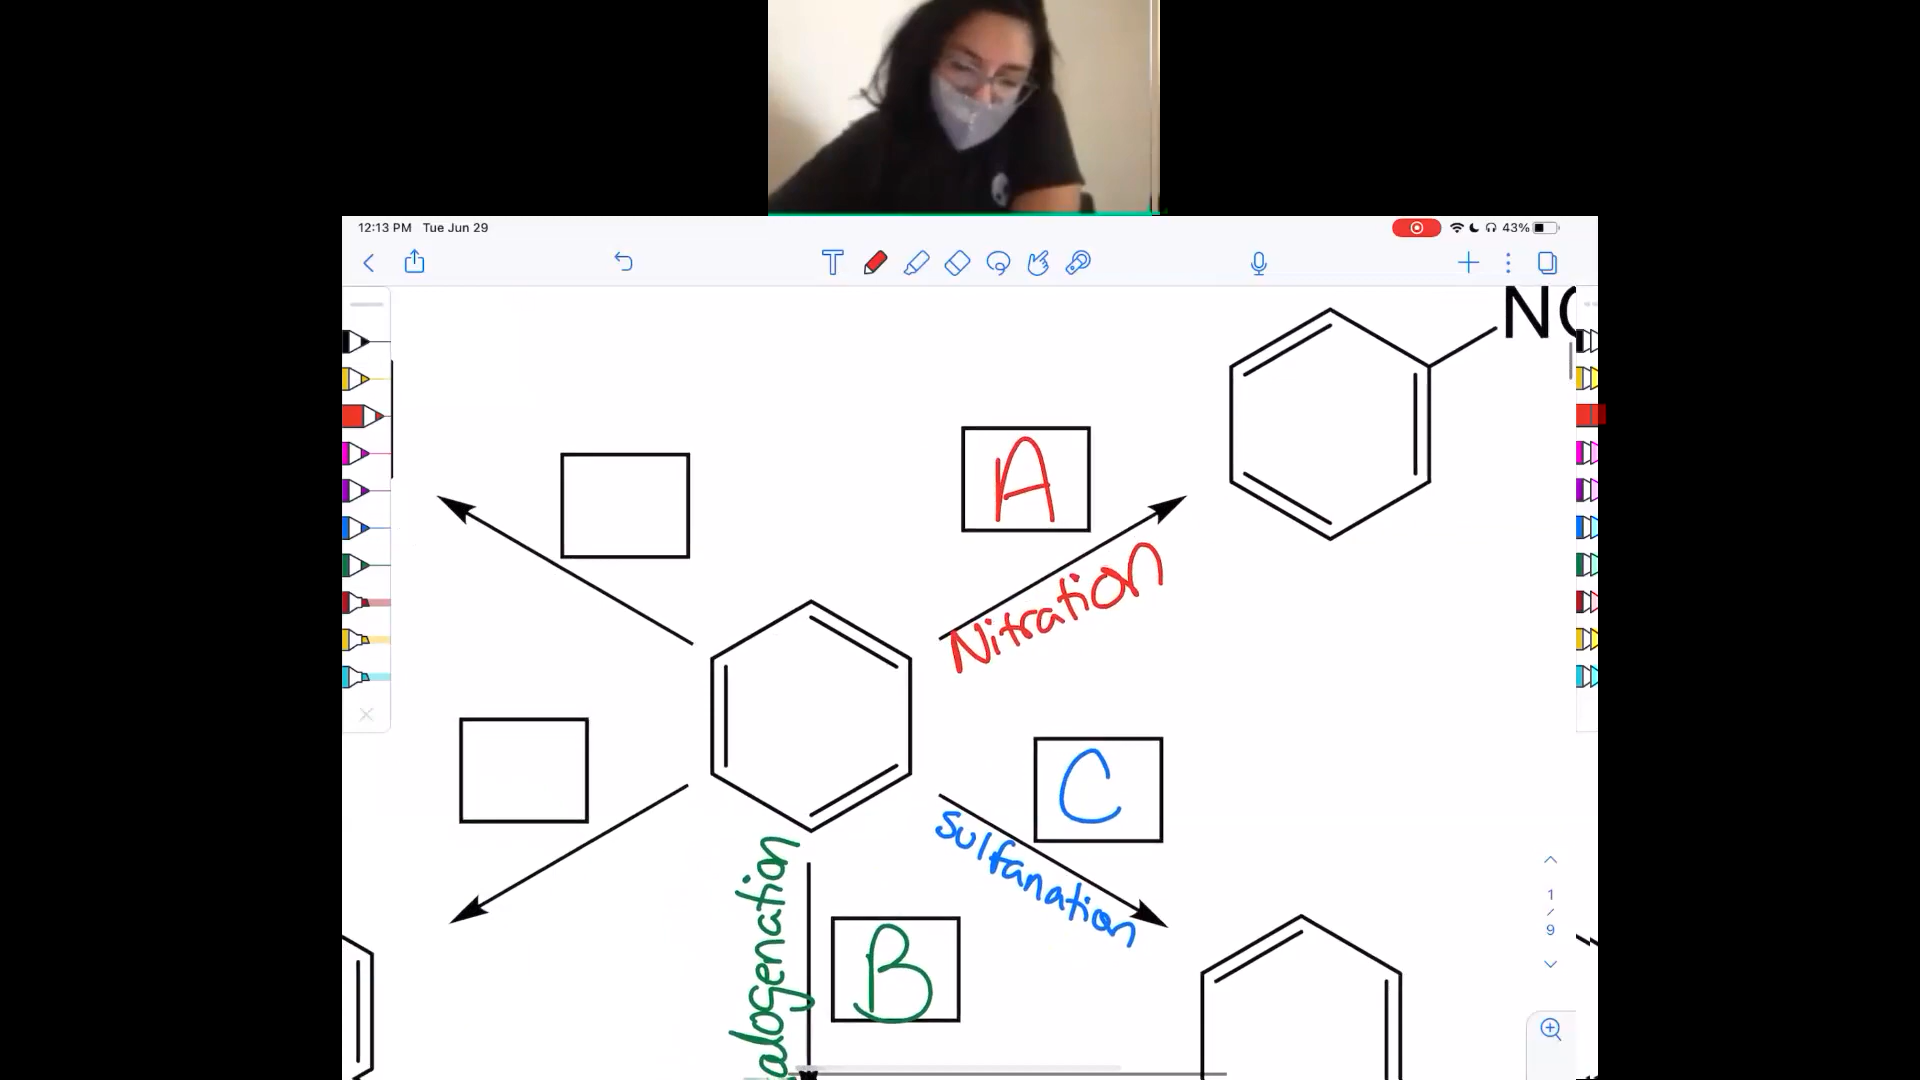 12:13 PM Tue Jun 29
43%
T
N
A
Nitration
C
Sulfanation
alogenation
B
1
/
9